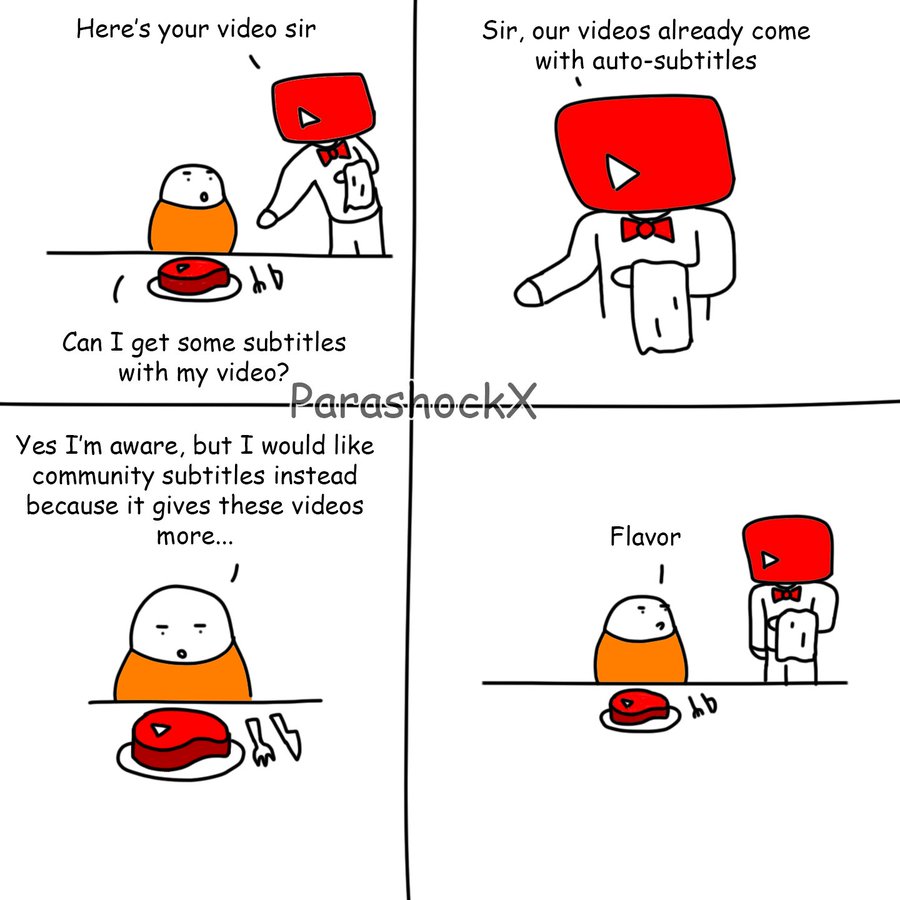 Here's your video sir
Can I get some subtitles
with my video?
Sir, our videos already come
with auto-subtitles
ParashockX
Yes I'm aware, but I would like
community subtitles instead
because it gives these videos
more...
Flavor